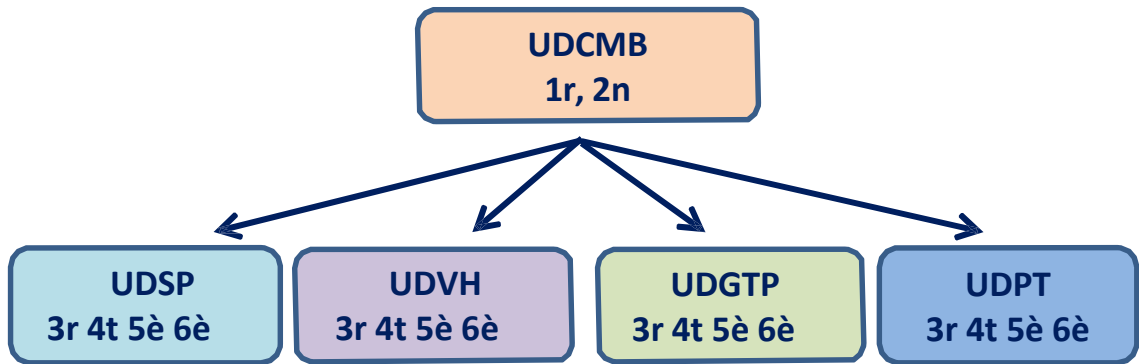 UDCMB
1r, 2n
UDSP
3r 4t 5è 6è
UDVH
3r 4t 5è 6è
UDGTP
3r 4t 5è 6è
UDPT
3r 4t 5è 6è